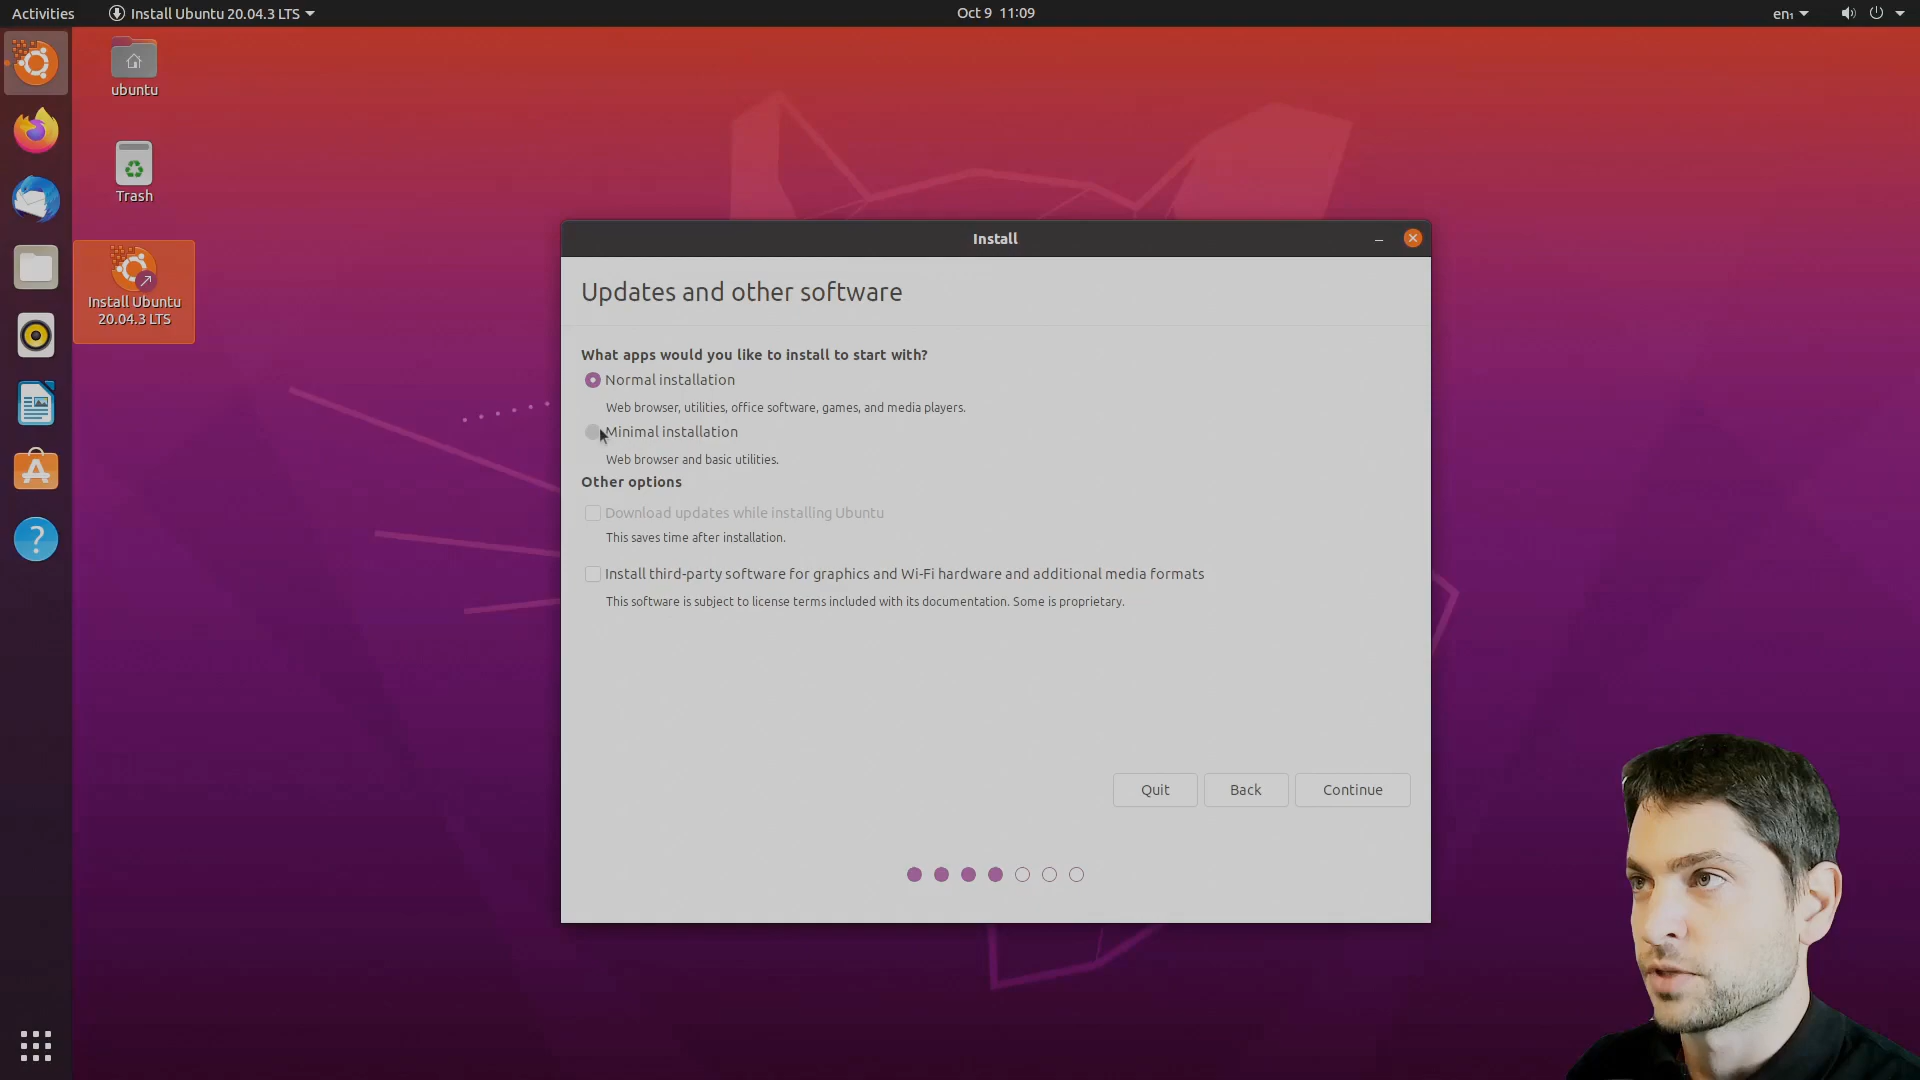 Activities
Install Ubuntu 20.04.3 LTS
Oct 9 11:09
en₁
ubuntu
Trash
Install Ubuntu
20.04.3 LTS
Install
Updates and other software
What apps would you like to install to start with?
Normal installation
Web browser, utilities, office software, games, and media players.
Minimal installation
Web browser and basic utilities.
Other options
Download updates while installing Ubuntu
This saves time after installation.
Install third-party software for graphics and Wi-Fi hardware and additional media formats
This software is subject to license terms included with its documentation. Some is proprietary.
Quit
Back
Continue